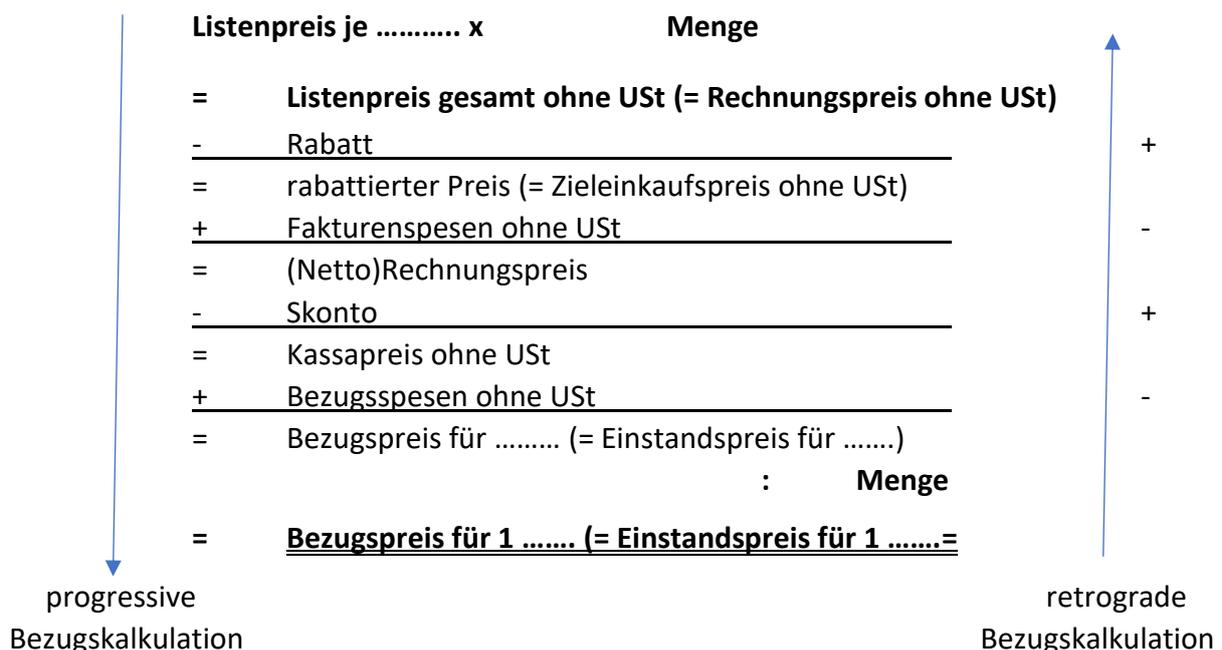 Listenpreis je ……….. x Menge
= Listenpreis gesamt ohne USt (= Rechnungspreis ohne USt)
- Rabatt +
= rabattierter Preis (= Zieleinkaufspreis ohne USt)
+ Fakturenspesen ohne USt -
= (Netto)Rechnungspreis
- Skonto +
= Kassapreis ohne USt
+ Bezugsspesen ohne USt -
= Bezugspreis für ……… (= Einstandspreis für …….)
: Menge
= Bezugspreis für 1 ……. (= Einstandspreis für 1 …….=
progressive retrograde
Bezugskalkulation Bezugskalkulation